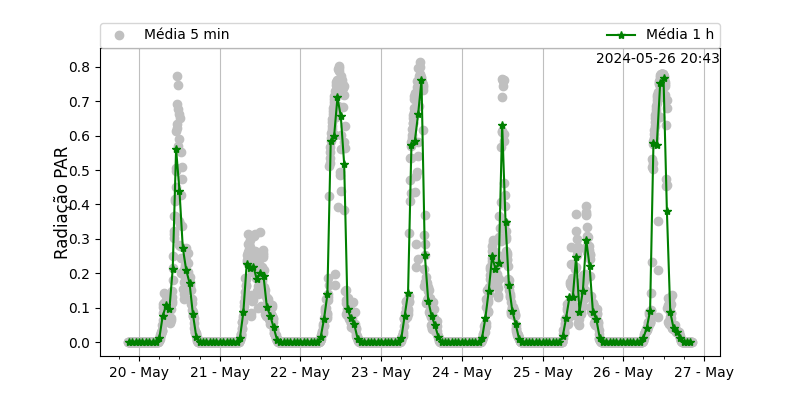 Média 5 min
Média 1 h
2024-05-26 20:43
Radiação PAR
0.8
0.7
0.6
0.5
0.4
0.3
0.2
0.1
0.0
20 - May
21 - May
22 - May
23 - May
24 - May
25 - May
26 - May
27 - May